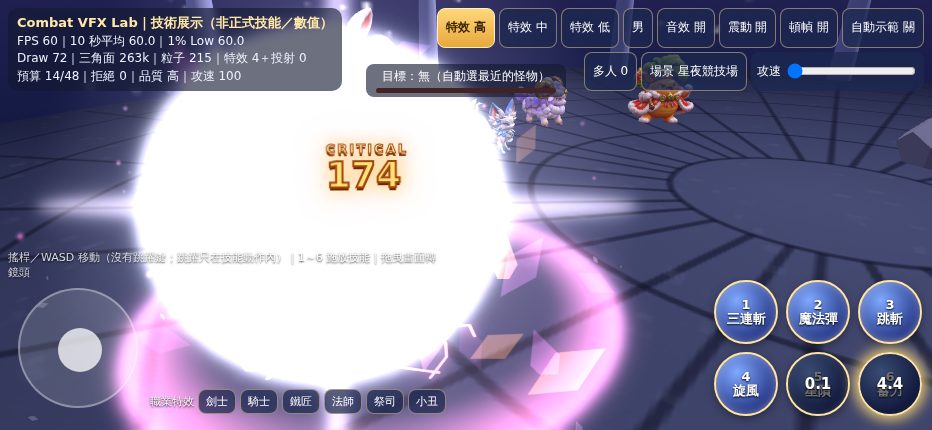 Combat VFX Lab｜技術展示（非正式技能／數值）
FPS 60｜10 秒平均 60.0｜1% Low 60.0
Draw 72｜三角面 263k｜粒子 215｜特效 4+投射 0
預算 14/48｜拒絕 0｜品質 高｜攻速 100
特效 高
特效 中
特效 低
男
音效 開
震動 開
頓幀 開
自動示範 關
目標：無（自動選最近的怪物）
多人 0
場景 星夜競技場
攻速
CRITICAL
174
搖桿／WASD 移動（沒有跳躍鍵；跳躍只在技能動作內）｜1～6 施放技能｜拖曳畫面轉
鏡頭
1
三連斬
2
魔法彈
3
跳斬
4
旋風
5
0.1
星隕
6
4.4
蓄力
職業特效
劍士
騎士
鐵匠
法師
祭司
小丑